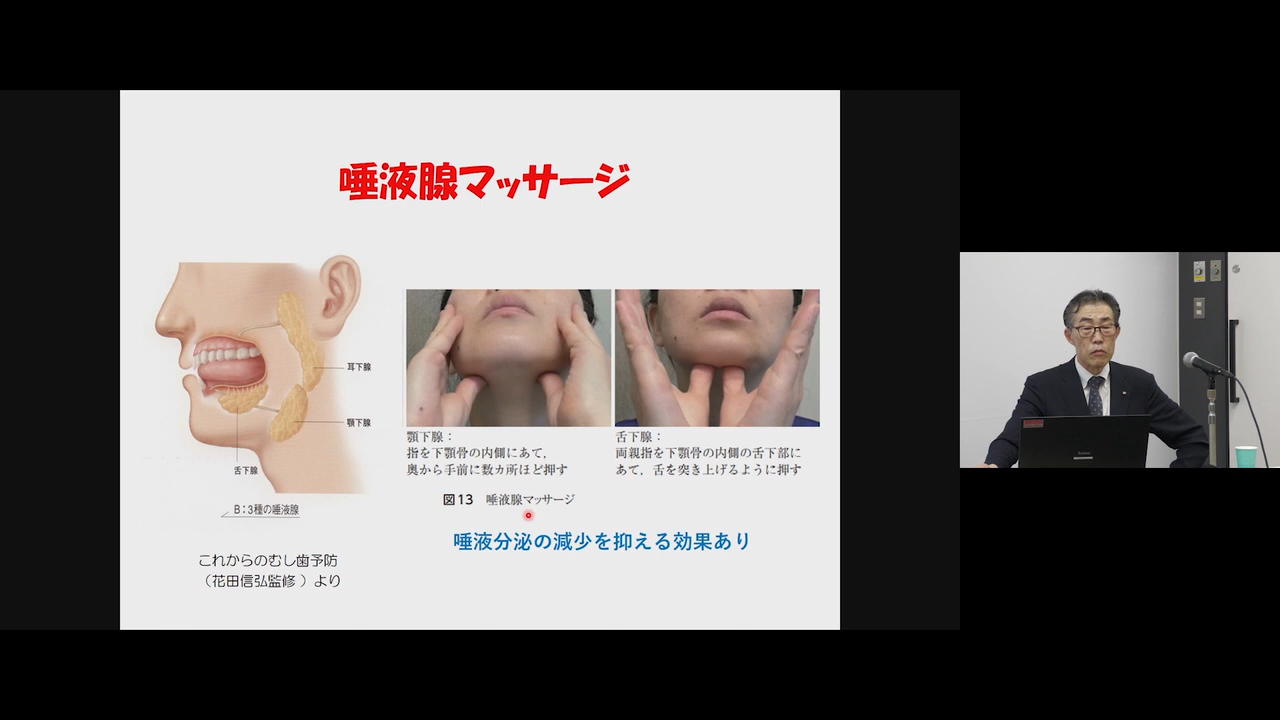 唾液腺マッサージ
耳下腺
顎下腺
舌下腺
B：3種の唾液腺
これからのむし歯予防
（花田信弘監修 ）より
顎下腺：
指を下顎骨の内側にあて，
奥から手前に数カ所ほど押す
舌下腺：
両親指を下顎骨の内側の舌下部に
あて，舌を突き上げるように押す
図13 唾液腺マッサージ
唾液分泌の減少を抑える効果あり